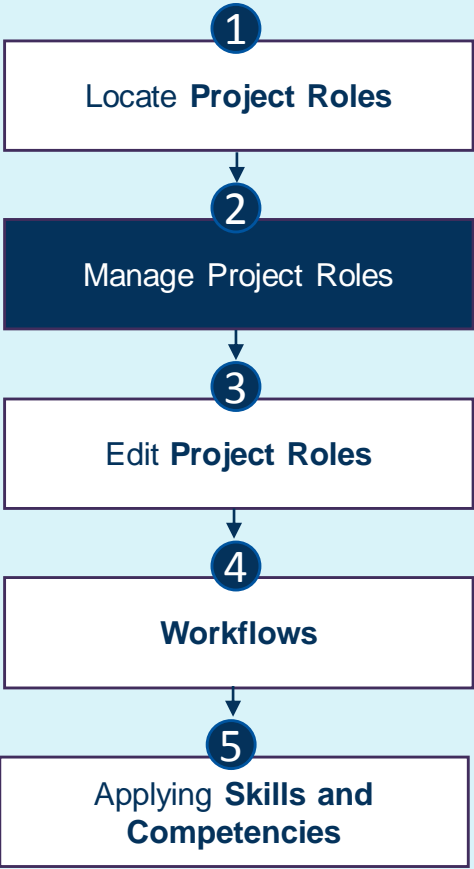 1
Locate Project Roles
2
Manage Project Roles
3
Edit Project Roles
4
Workflows
5
Applying Skills and
Competencies